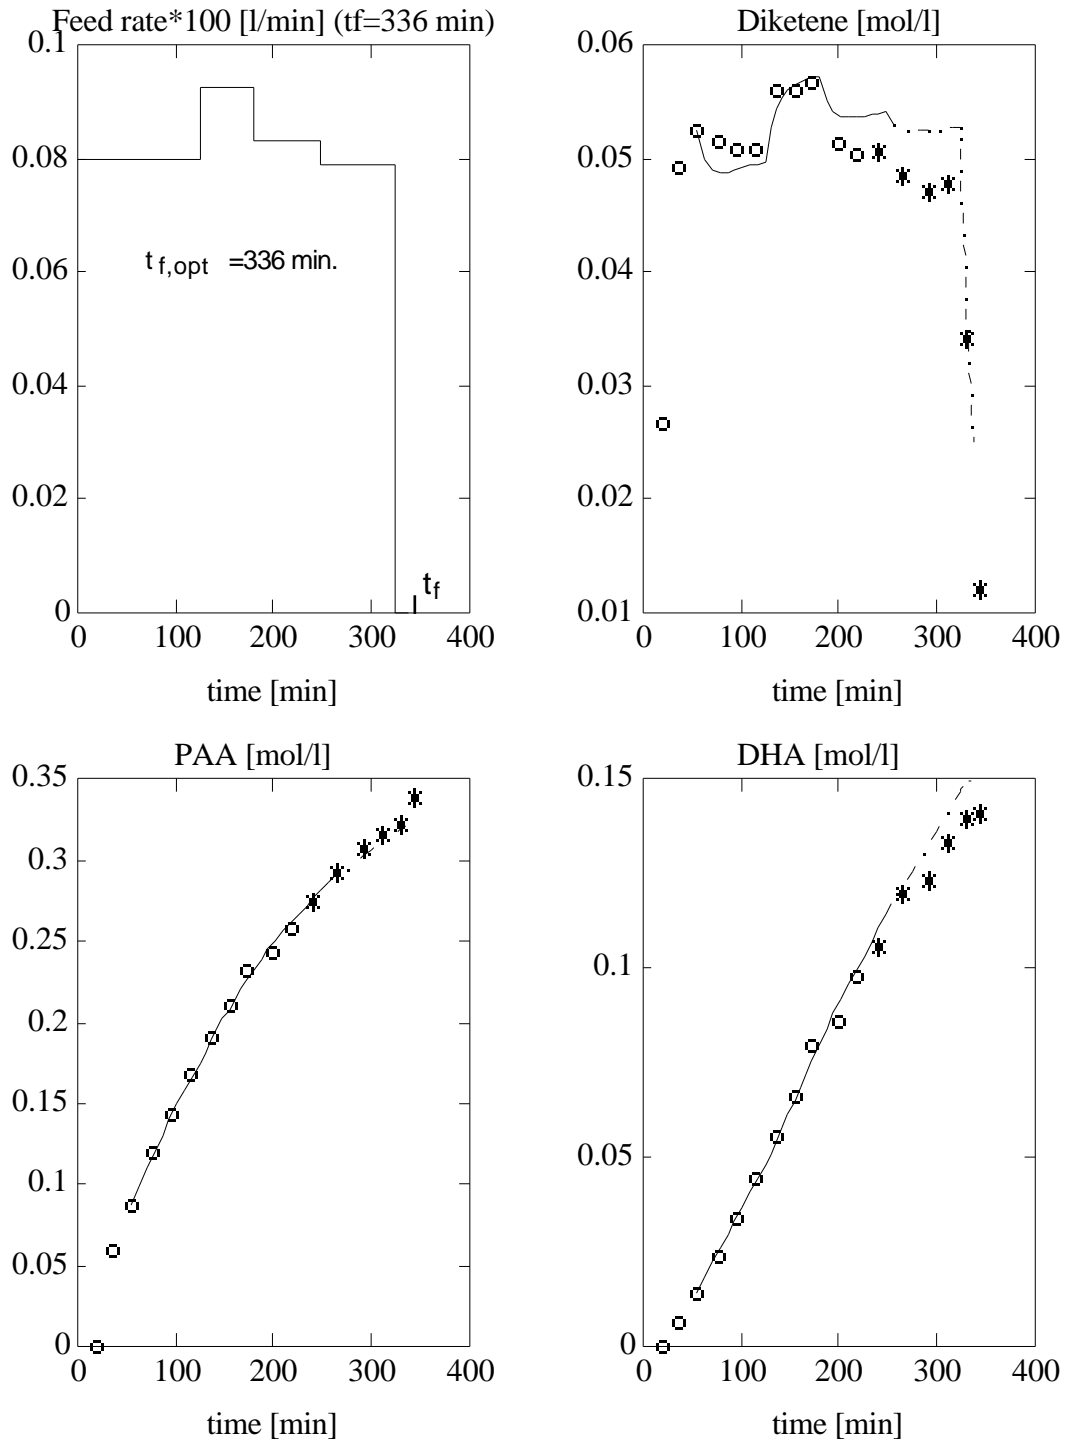 Feed rate*100 [l/min] (tf=336 min)
0.1
0.08
0.06
0.04
0.02
0
t f,opt =336 min.
tf
0 100 200 300 400
time [min]
Diketene [mol/l]
0.06
0.05
0.04
0.03
0.02
0.01
0 100 200 300 400
time [min]
PAA [mol/l]
0.35
0.3
0.25
0.2
0.15
0.1
0.05
0
0 100 200 300 400
time [min]
DHA [mol/l]
0.15
0.1
0.05
0
0 100 200 300 400
time [min]